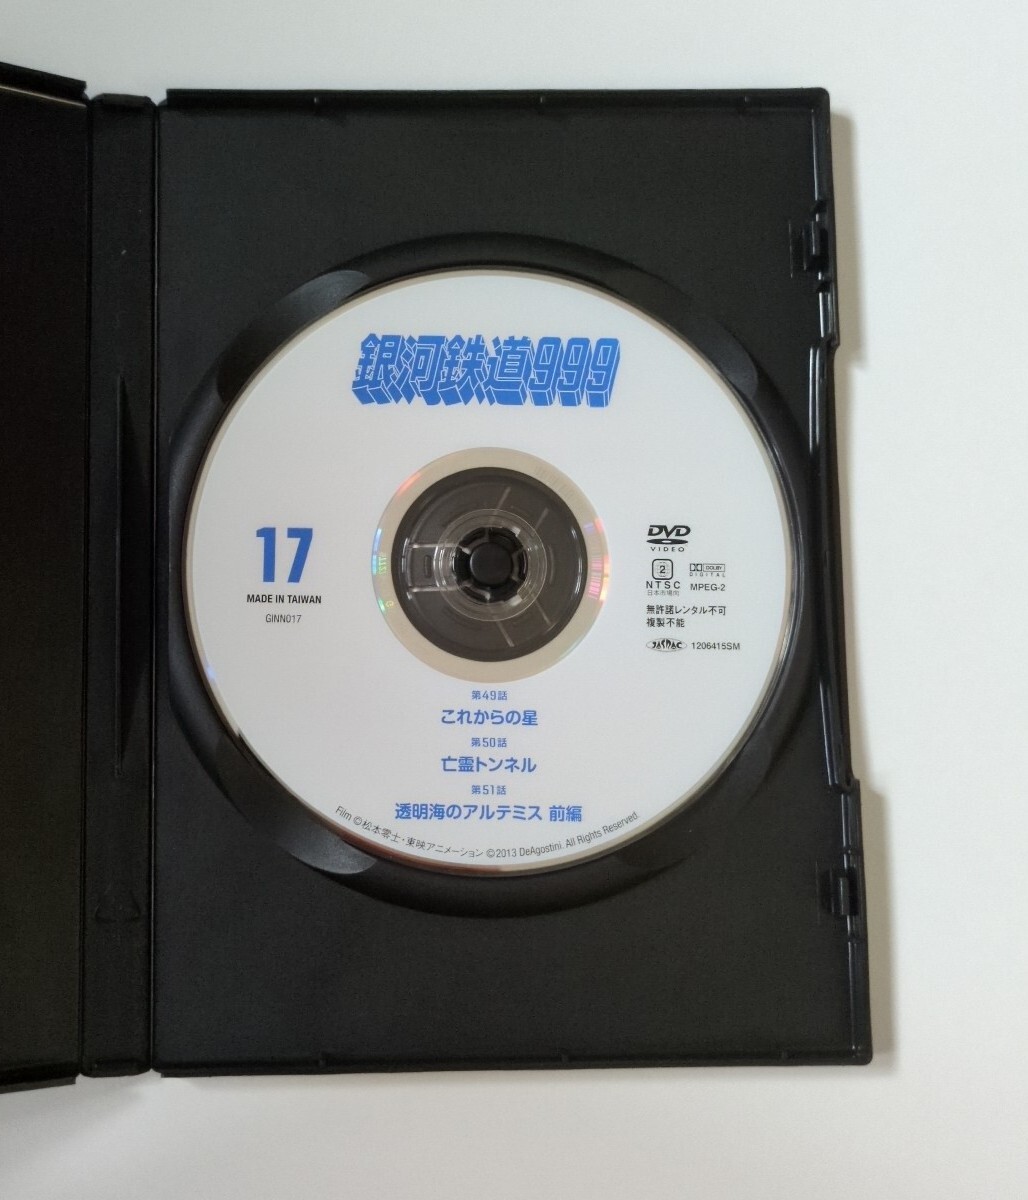 銀河鉄道999
17
MADE IN TAIWAN
GINN017
DVD
VIDEO
2
NTSC
日本市場向
DOLBY
DIGITAL
MPEG-2
無許諾レンタル不可
複製不能
JASRAC
1206415SM
第49話
これからの星
第50話
亡霊トンネル
第51話
透明海のアルテミス 前編
Film ©松本零士・東映アニメーション ©2013 DeAgostini. All Rights Reserved.